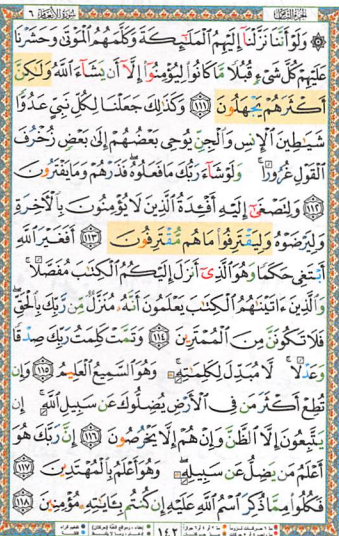 الجزء الثامن
سورة الأنعام ٦
۞ وَلَوْ أَنَّنَا نَزَّلْنَا إِلَيْهِمُ الْمَلَٰئِكَةَ وَكَلَّمَهُمُ الْمَوْتَىٰ وَحَشَرْنَا
عَلَيْهِمْ كُلَّ شَىْءٍ قُبُلًا مَّا كَانُوا لِيُؤْمِنُوا إِلَّا أَن يَشَاءَ اللَّهُ وَلَٰكِنَّ
أَكْثَرَهُمْ يَجْهَلُونَ ١١١ وَكَذَٰلِكَ جَعَلْنَا لِكُلِّ نَبِىٍّ عَدُوًّا
شَيَٰطِينَ الْإِنسِ وَالْجِنِّ يُوحِى بَعْضُهُمْ إِلَىٰ بَعْضٍ زُخْرُفَ
الْقَوْلِ غُرُورًا ۚ وَلَوْ شَاءَ رَبُّكَ مَا فَعَلُوهُ ۖ فَذَرْهُمْ وَمَا يَفْتَرُونَ
١١٢ وَلِتَصْغَىٰ إِلَيْهِ أَفْـِٔدَةُ الَّذِينَ لَا يُؤْمِنُونَ بِالْءَاخِرَةِ
وَلِيَرْضَوْهُ وَلِيَقْتَرِفُوا مَا هُم مُّقْتَرِفُونَ ١١٣ أَفَغَيْرَ اللَّهِ
أَبْتَغِى حَكَمًا وَهُوَ الَّذِى أَنزَلَ إِلَيْكُمُ الْكِتَٰبَ مُفَصَّلًا ۚ
وَالَّذِينَ ءَاتَيْنَٰهُمُ الْكِتَٰبَ يَعْلَمُونَ أَنَّهُۥ مُنَزَّلٌ مِّن رَّبِّكَ بِالْحَقِّ ۖ
فَلَا تَكُونَنَّ مِنَ الْمُمْتَرِينَ ١١٤ وَتَمَّتْ كَلِمَتُ رَبِّكَ صِدْقًا
وَعَدْلًا ۚ لَّا مُبَدِّلَ لِكَلِمَٰتِهِۦ ۚ وَهُوَ السَّمِيعُ الْعَلِيمُ ١١٥ وَإِن
تُطِعْ أَكْثَرَ مَن فِى الْأَرْضِ يُضِلُّوكَ عَن سَبِيلِ اللَّهِ ۚ إِن
يَتَّبِعُونَ إِلَّا الظَّنَّ وَإِنْ هُمْ إِلَّا يَخْرُصُونَ ١١٦ إِنَّ رَبَّكَ هُوَ
أَعْلَمُ مَن يَضِلُّ عَن سَبِيلِهِۦ ۖ وَهُوَ أَعْلَمُ بِالْمُهْتَدِينَ ١١٧
فَكُلُوا مِمَّا ذُكِرَ اسْمُ اللَّهِ عَلَيْهِ إِن كُنتُم بِـَٔايَٰتِهِۦ مُؤْمِنِينَ ١١٨
١٤٢